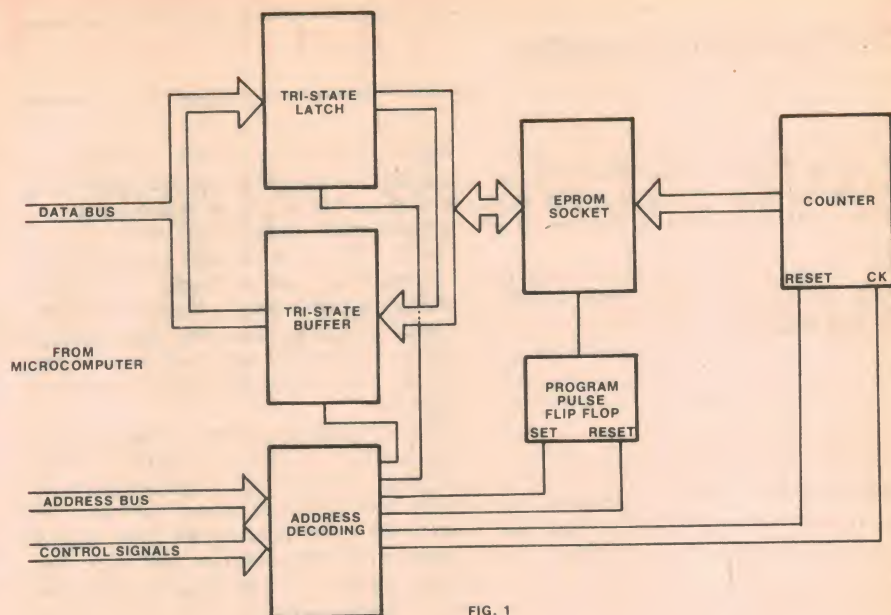 TRI-STATE
LATCH
DATA BUS
TRI-STATE
BUFFER
EPROM
SOCKET
COUNTER
RESET CK
FROM
MICROCOMPUTER
PROGRAM
PULSE
FLIP FLOP
SET RESET
ADDRESS BUS
ADDRESS
DECODING
CONTROL SIGNALS
FIG. 1